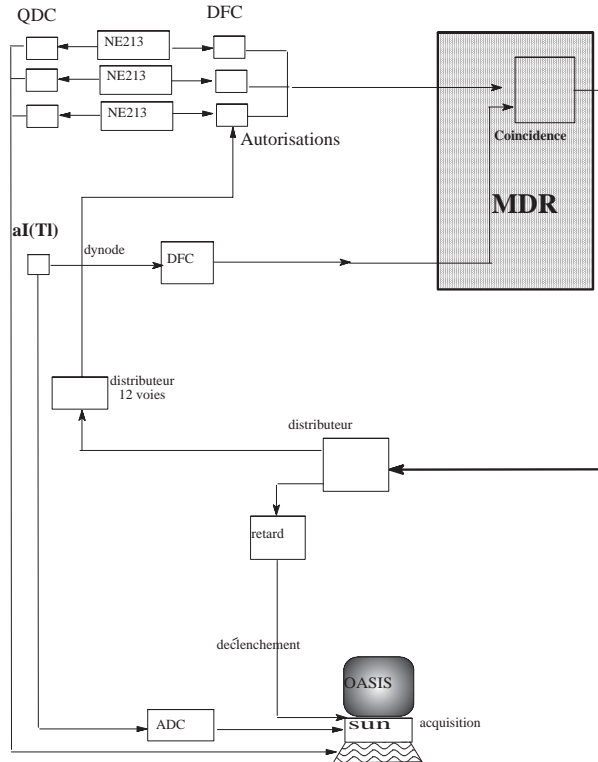 QDC
DFC
NE213
NE213
NE213
Autorisations
Coincidence
MDR
aI(Tl)
dynode
DFC
distributeur
12 voies
distributeur
retard
déclenchement
OASIS
sun
acquisition
ADC